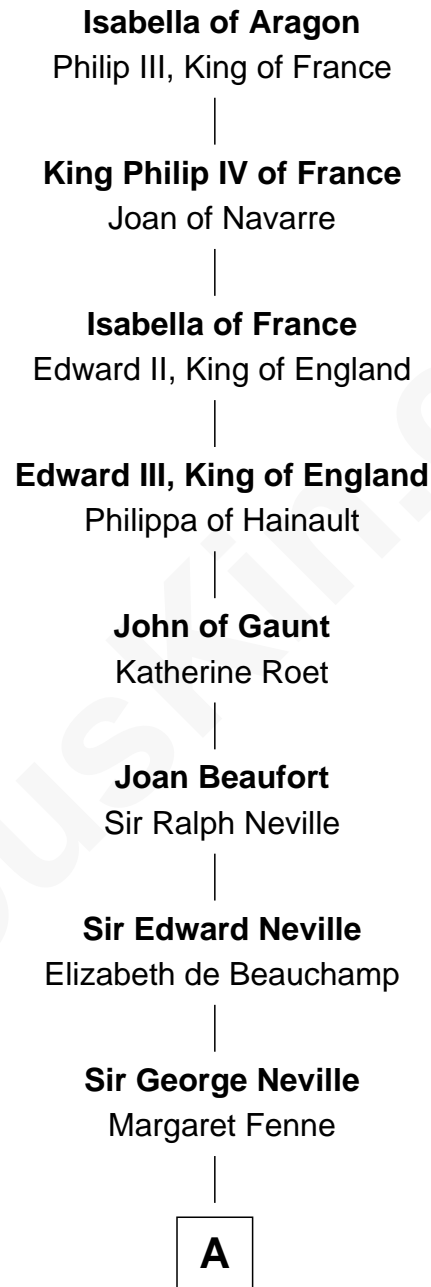 Isabella of Aragon
Philip III, King of France
King Philip IV of France
Joan of Navarre
Isabella of France
Edward II, King of England
Edward III, King of England
Philippa of Hainault
John of Gaunt
Katherine Roet
Joan Beaufort
Sir Ralph Neville
Sir Edward Neville
Elizabeth de Beauchamp
Sir George Neville
Margaret Fenne
A